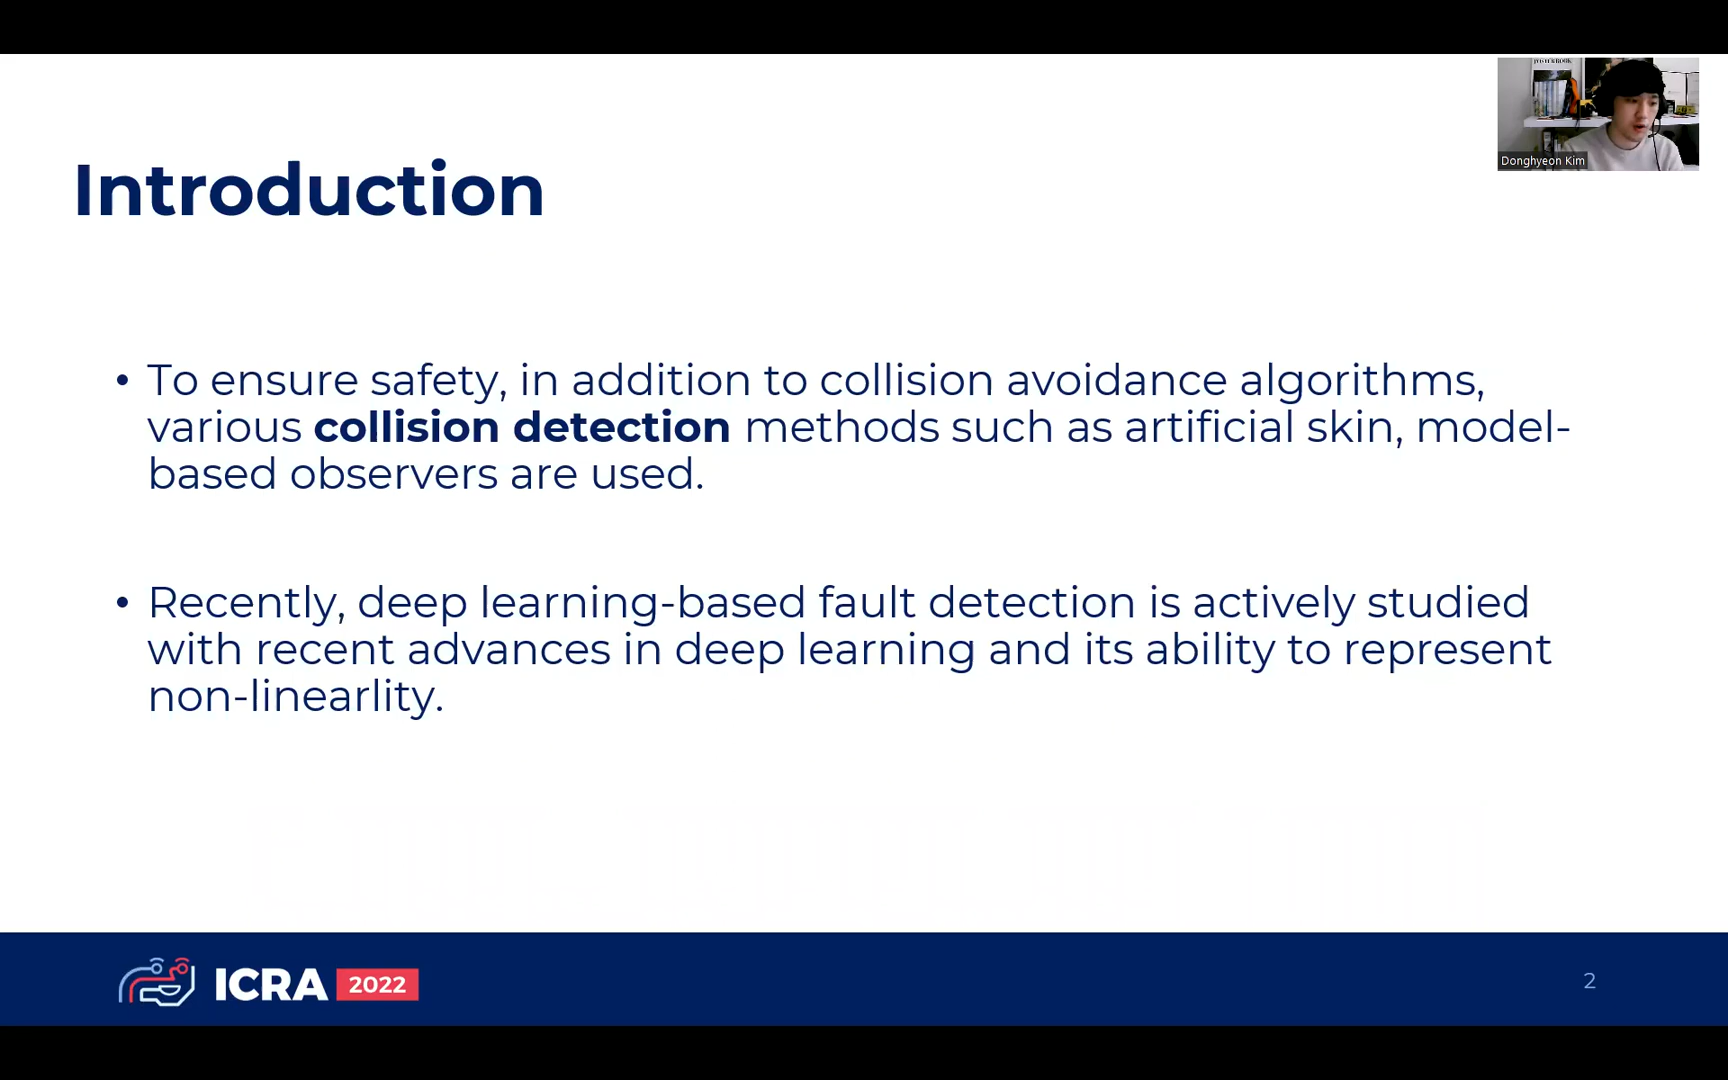 Donghyeon Kim
Introduction
• To ensure safety, in addition to collision avoidance algorithms,
various collision detection methods such as artificial skin, model-
based observers are used.
• Recently, deep learning-based fault detection is actively studied
with recent advances in deep learning and its ability to represent
non-linearlity.
ICRA 2022
2